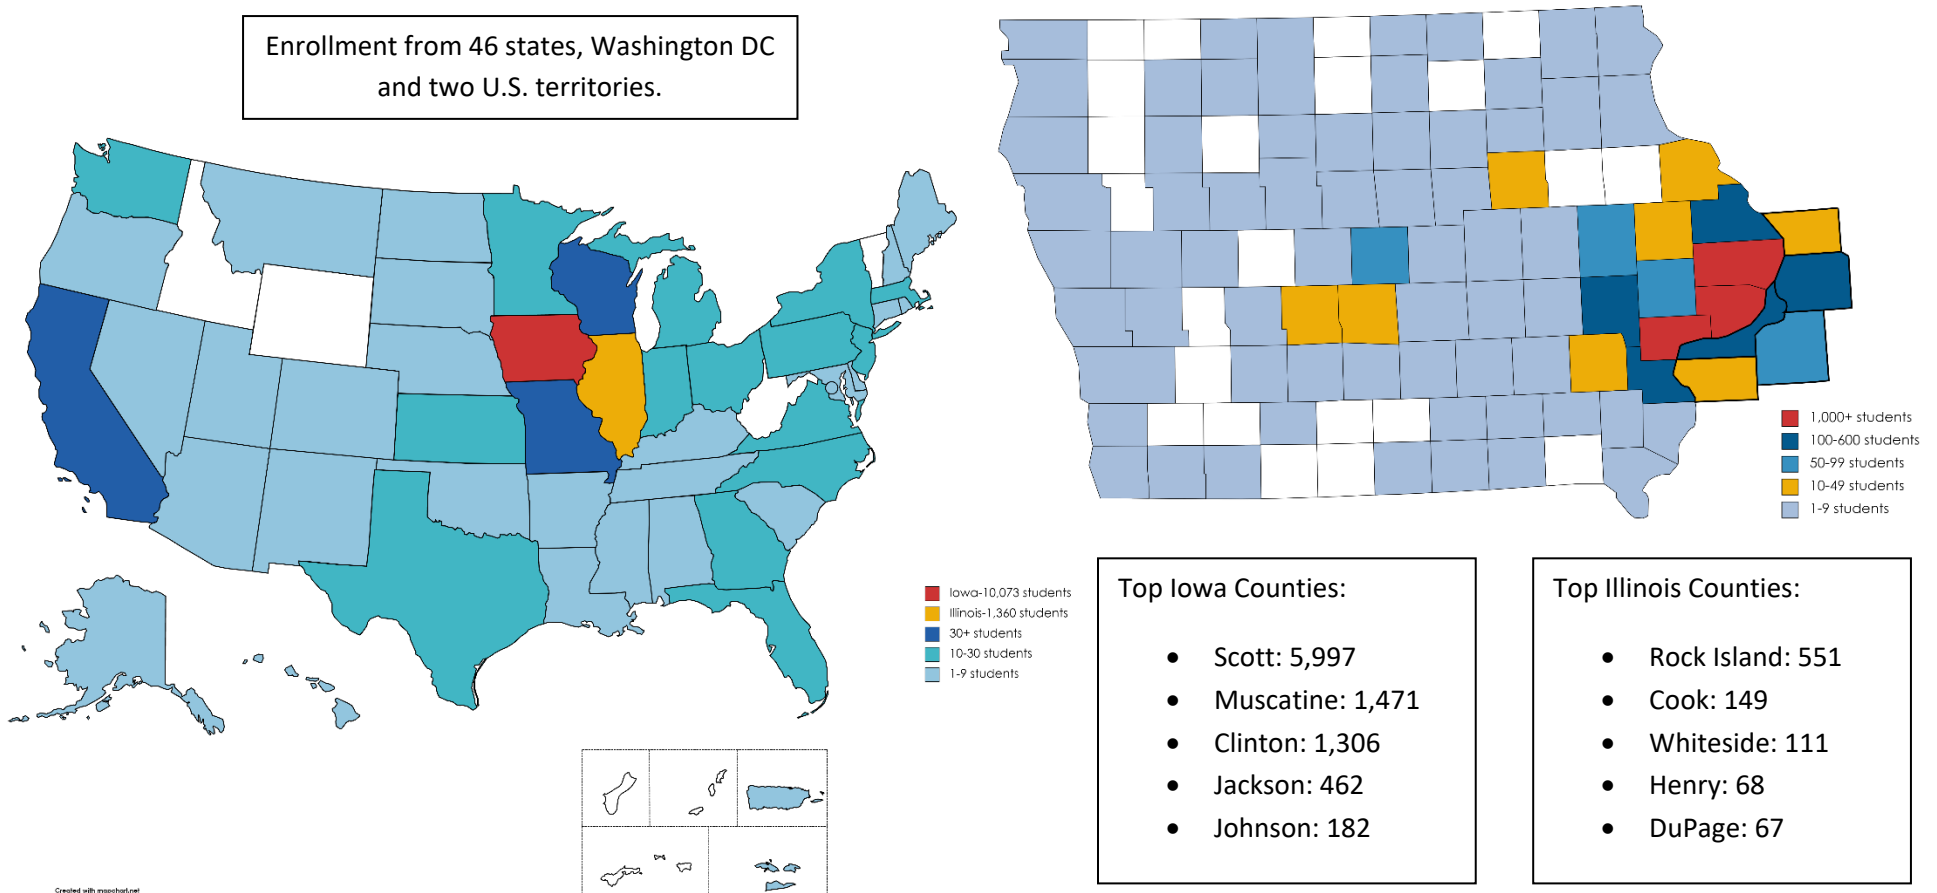 Enrollment from 46 states, Washington DC
and two U.S. territories.
Iowa-10,073 students
Illinois-1,360 students
30+ students
10-30 students
1-9 students
Created with mapchart.net
1,000+ students
100-600 students
50-99 students
10-49 students
1-9 students
Top Iowa Counties:
• Scott: 5,997
• Muscatine: 1,471
• Clinton: 1,306
• Jackson: 462
• Johnson: 182
Top Illinois Counties:
• Rock Island: 551
• Cook: 149
• Whiteside: 111
• Henry: 68
• DuPage: 67